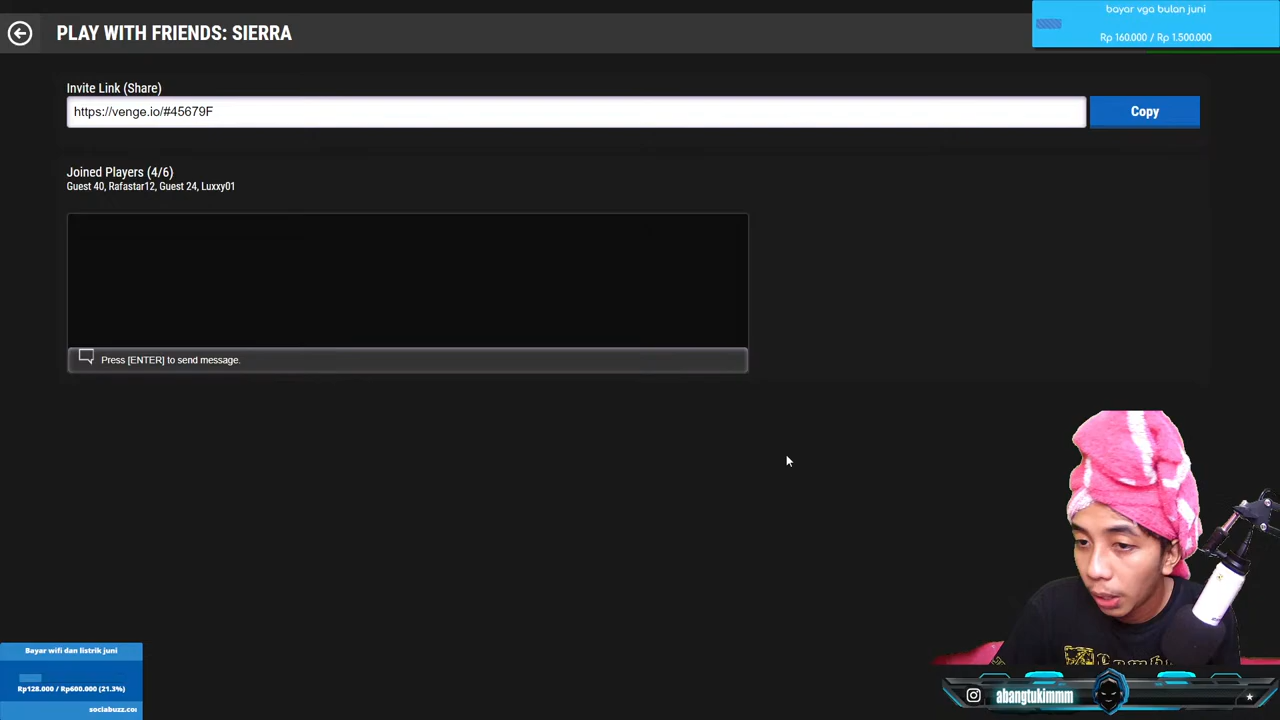 PLAY WITH FRIENDS: SIERRA
bayar vga bulan juni
Rp 160.000 / Rp 1.500.000
Invite Link (Share)
https://venge.io/#45679F
Copy
Joined Players (4/6)
Guest 40, Rafastar12, Guest 24, Luxxy01
Press [ENTER] to send message.
Bayar wifi dan listrik juni
Rp128.000 / Rp600.000 (21.3%)
sociabuzz.co
abangtukimmm